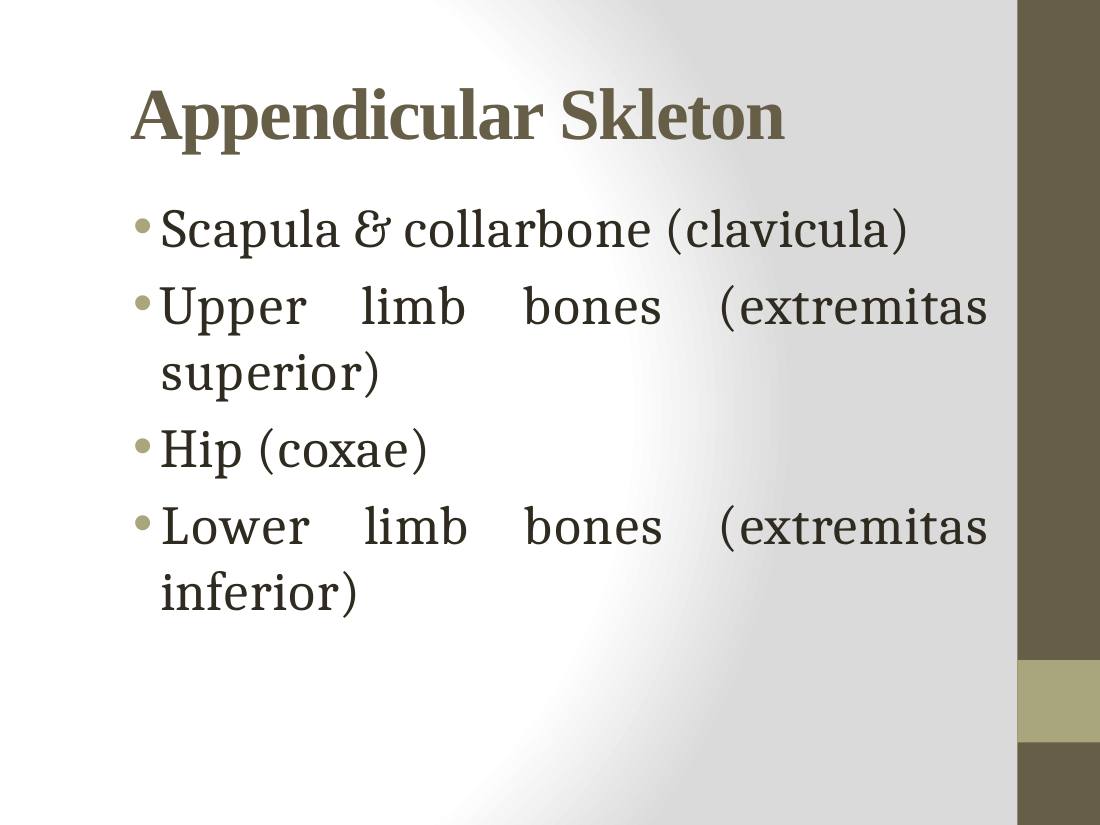 Appendicular Skleton
• Scapula & collarbone (clavicula)
• Upper limb bones (extremitas
superior)
• Hip (coxae)
• Lower limb bones (extremitas
inferior)